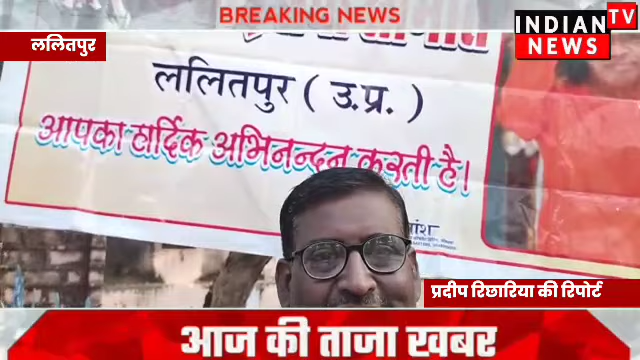 BREAKING NEWS
INDIAN TV
NEWS
ललितपुर
ललितपुर ( उ.प्र. )
आपका हार्दिक अभिनन्दन करती है।
प्रदीप रिछारिया की रिपोर्ट
आज की ताजा खबर